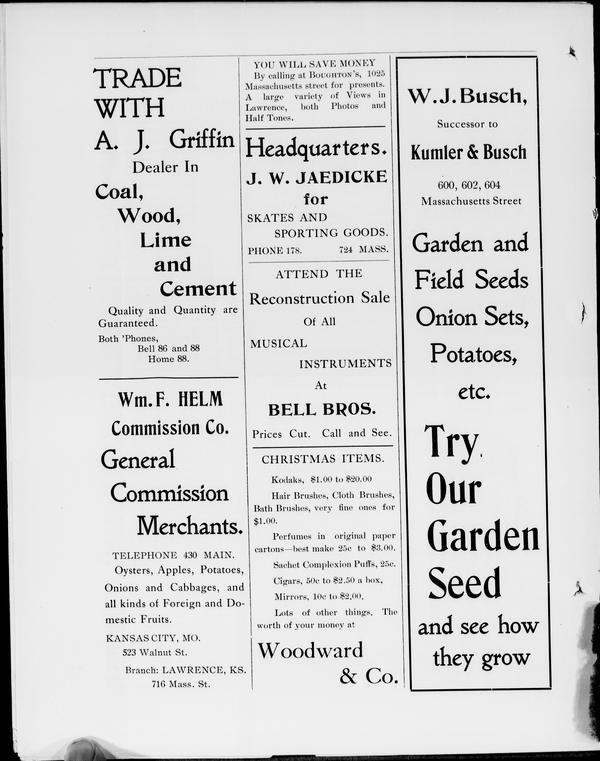 TRADE
WITH
A. J. Griffin
Dealer In
Coal,
Wood,
Lime
and
Cement
Quality and Quantity are
Guaranteed.
Both 'Phones,
Bell 86 and 88
Home 88.
Wm. F. HELM
Commission Co.
General
Commission
Merchants.
TELEPHONE 430 MAIN.
Oysters, Apples, Potatoes,
Onions and Cabbages, and
all kinds of Foreign and Do-
mestic Fruits.
KANSAS CITY, MO.
523 Walnut St.
Branch: LAWRENCE, KS.
716 Mass. St.
YOU WILL SAVE MONEY
By calling at BOUGHTON'S, 1025
Massachusetts street for presents.
A large variety of Views in
Lawrence, both Photos and
Half Tones.
Headquarters.
J. W. JAEDICKE
for
SKATES AND
SPORTING GOODS.
PHONE 178. 724 MASS.
ATTEND THE
Reconstruction Sale
Of All
MUSICAL
INSTRUMENTS
At
BELL BROS.
Prices Cut. Call and See.
CHRISTMAS ITEMS.
Kodaks, $1.00 to $20.00
Hair Brushes, Cloth Brushes,
Bath Brushes, very fine ones for
$1.00.
Perfumes in original paper
cartons—best make 25c to $3.00.
Sachet Complexion Puffs, 25c.
Cigars, 50c to $2.50 a box,
Mirrors, 10c to $2.00.
Lots of other things. The
worth of your money at
Woodward
& Co.
W. J. Busch,
Successor to
Kumler & Busch
600, 602, 604
Massachusetts Street
Garden and
Field Seeds
Onion Sets,
Potatoes,
etc.
Try
Our
Garden
Seed
and see how
they grow